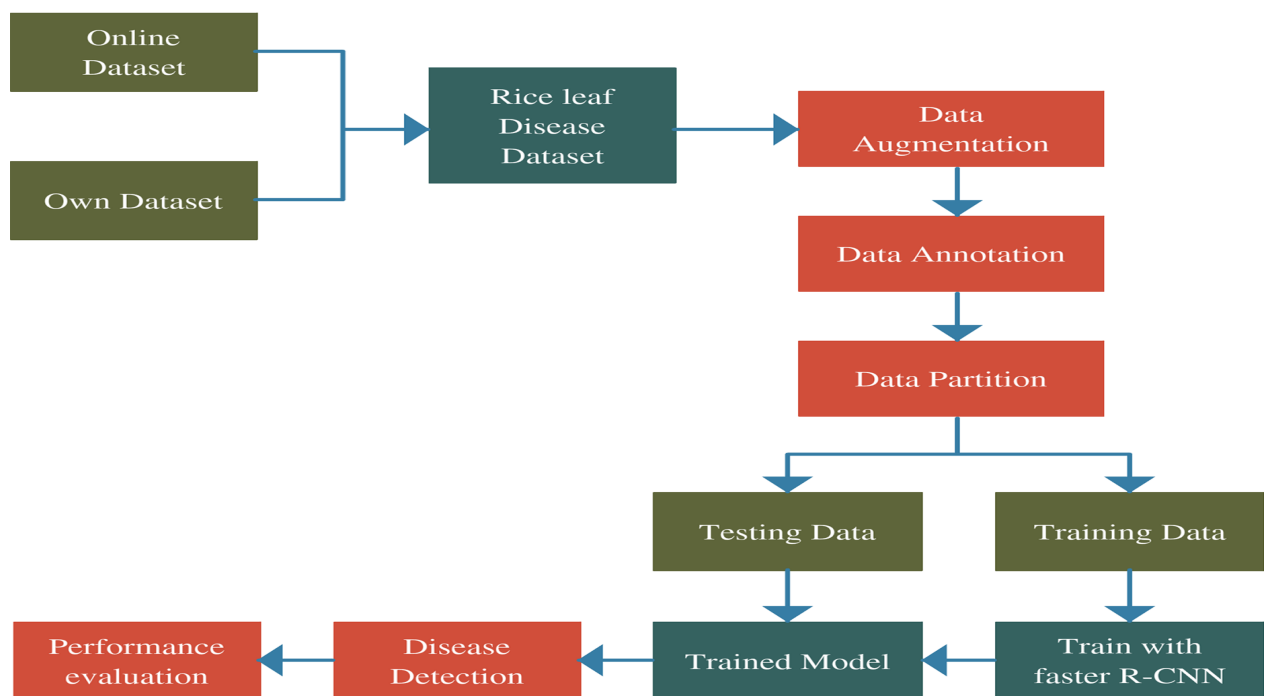 Online
Dataset
Own Dataset
Rice leaf
Disease
Dataset
Data
Augmentation
Data Annotation
Data Partition
Testing Data
Training Data
Train with
faster R-CNN
Trained Model
Disease
Detection
Performance
evaluation